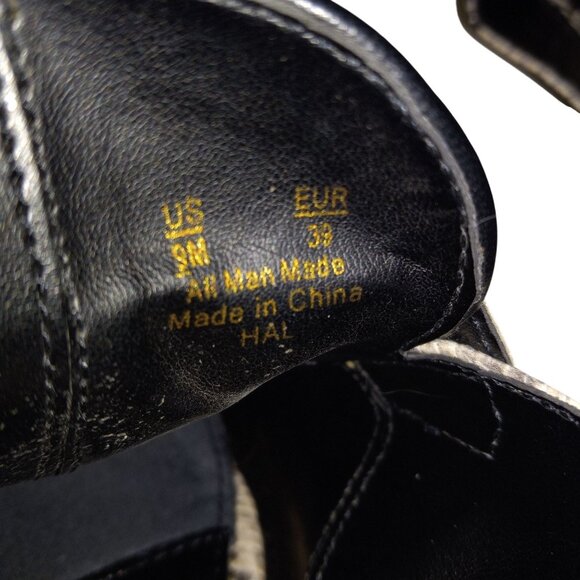 US EUR
9M 39
All Man Made
Made in China
HAL